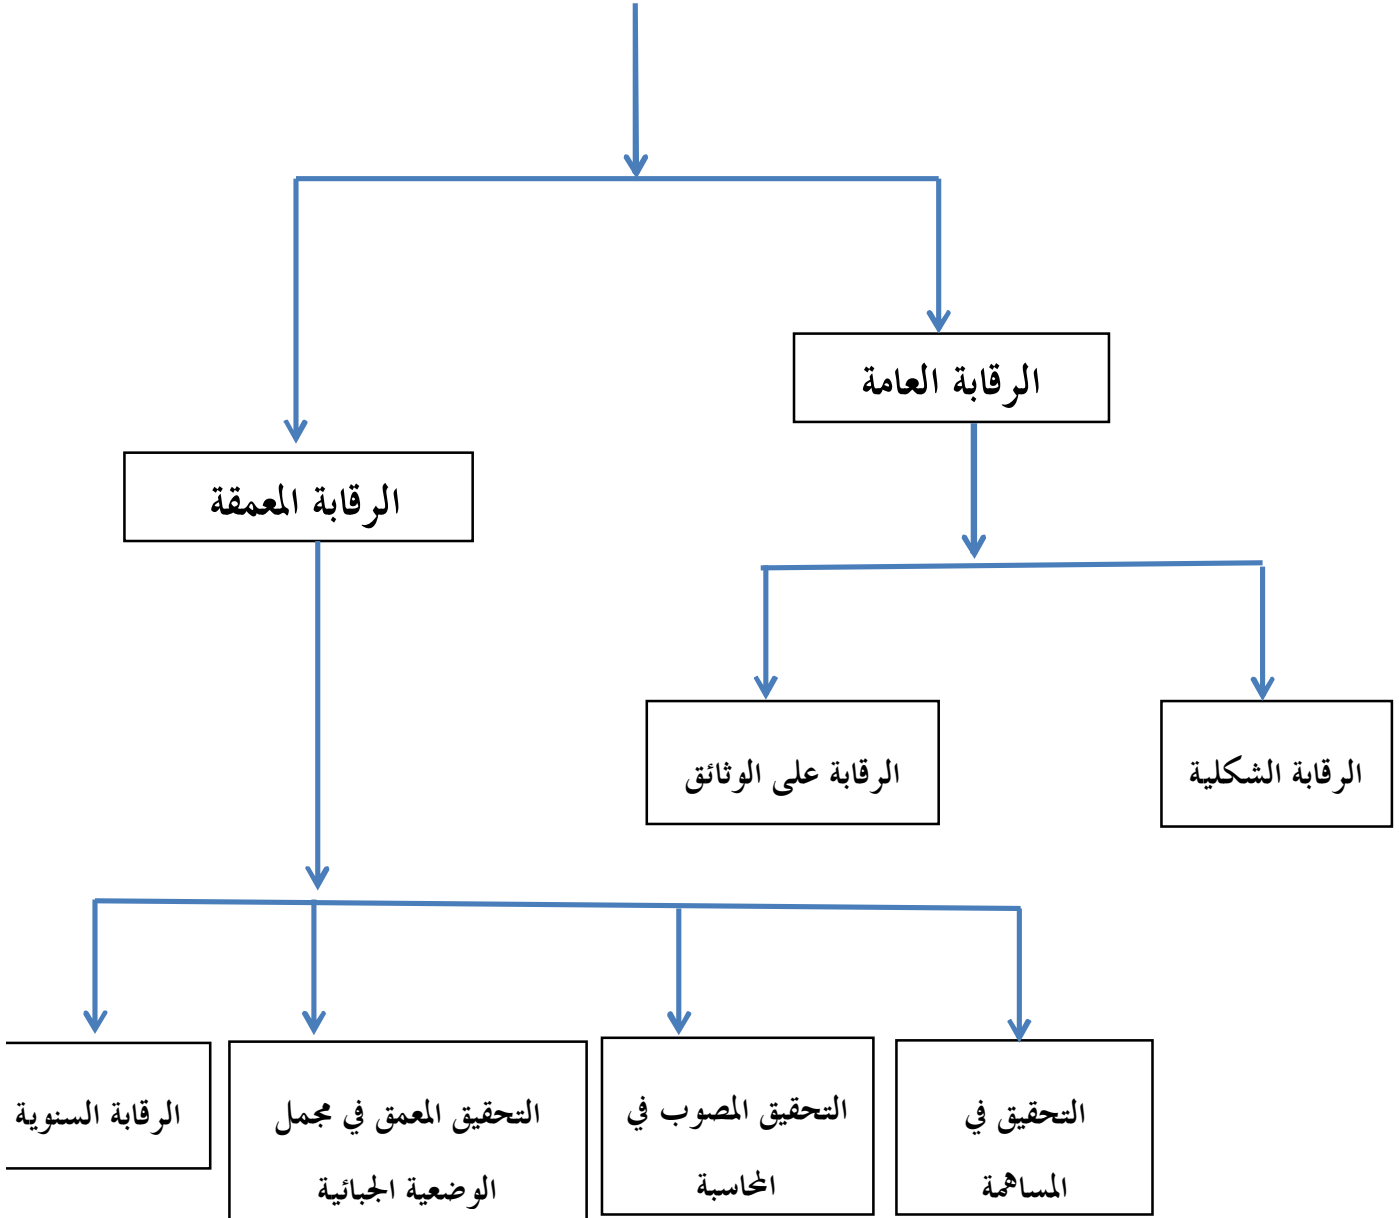 الرقابة العامة
الرقابة المعمقة
الرقابة الشكلية
الرقابة على الوثائق
التحقيق في
المساهمة
التحقيق المصوب في
المحاسبة
التحقيق المعمق في مجمل
الوضعية الجبائية
الرقابة السنوية